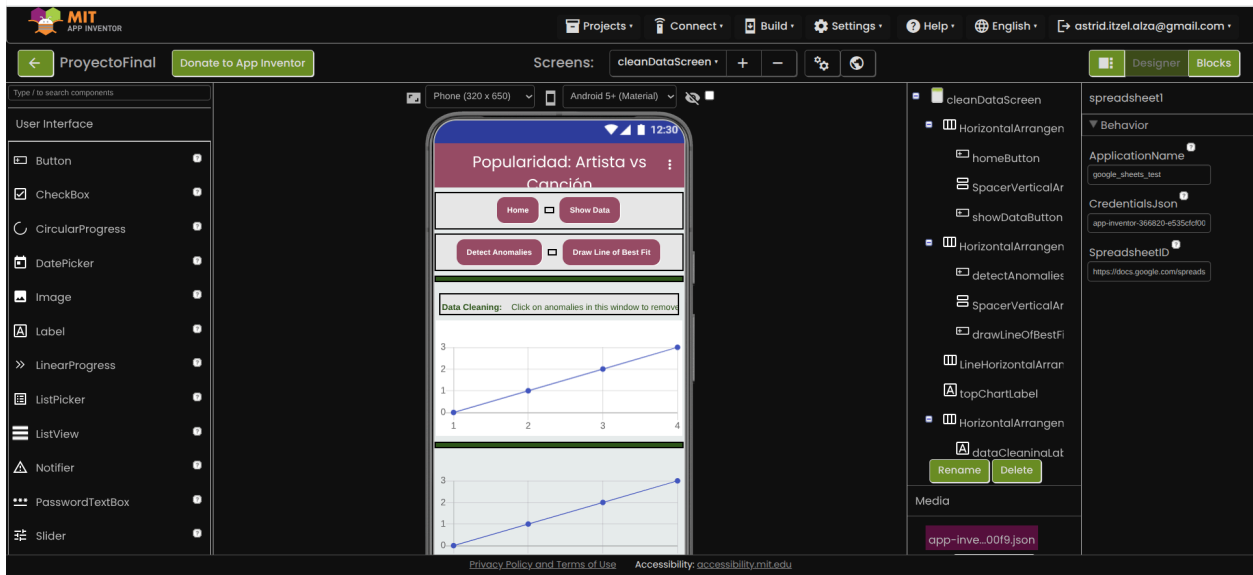 MIT
APP INVENTOR
Projects
Connect
Build
Settings
Help
English
astrid.itzel.alza@gmail.com
ProyectoFinal
Donate to App Inventor
Screens:
cleanDataScreen
+
−
Designer
Blocks
Type / to search components
User Interface
Button
CheckBox
CircularProgress
DatePicker
Image
Label
LinearProgress
ListPicker
ListView
Notifier
PasswordTextBox
Slider
Phone (320 x 650)
Android 5+ (Material)
12:30
Popularidad: Artista vs
Canción
Home
Show Data
Detect Anomalies
Draw Line of Best Fit
Data Cleaning: Click on anomalies in this window to remove
3
2
1
0
1 2 3 4
3
2
1
0
cleanDataScreen
HorizontalArrangen
homeButton
SpacerVerticalAr
showDataButton
HorizontalArrangen
detectAnomalies
SpacerVerticalAr
drawLineOfBestFi
LineHorizontalArrar
topChartLabel
HorizontalArrangen
dataCleaningLab
Rename
Delete
Media
app-inve...00f9.json
spreadsheet1
Behavior
ApplicationName
google_sheets_test
CredentialsJson
app-inventor-366820-e535cfcf00
SpreadsheetID
https://docs.google.com/spreads
Privacy Policy and Terms of Use
Accessibility: accessibility.mit.edu